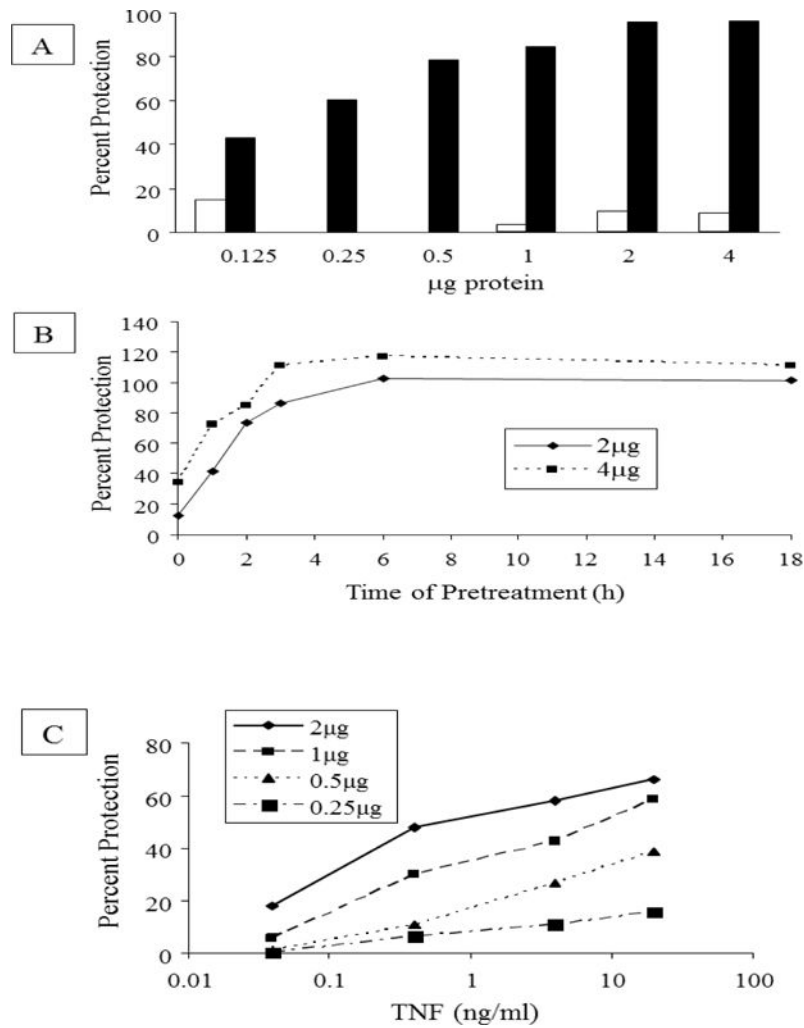 A
Percent Protection
100
80
60
40
20
0
0.125 0.25 0.5 1 2 4
µg protein
B
Percent Protection
140
120
100
80
60
40
20
0
2µg
4µg
0 2 4 6 8 10 12 14 16 18
Time of Pretreatment (h)
C
Percent Protection
80
60
40
20
0
2µg
1µg
0.5µg
0.25µg
0.01 0.1 1 10 100
TNF (ng/ml)